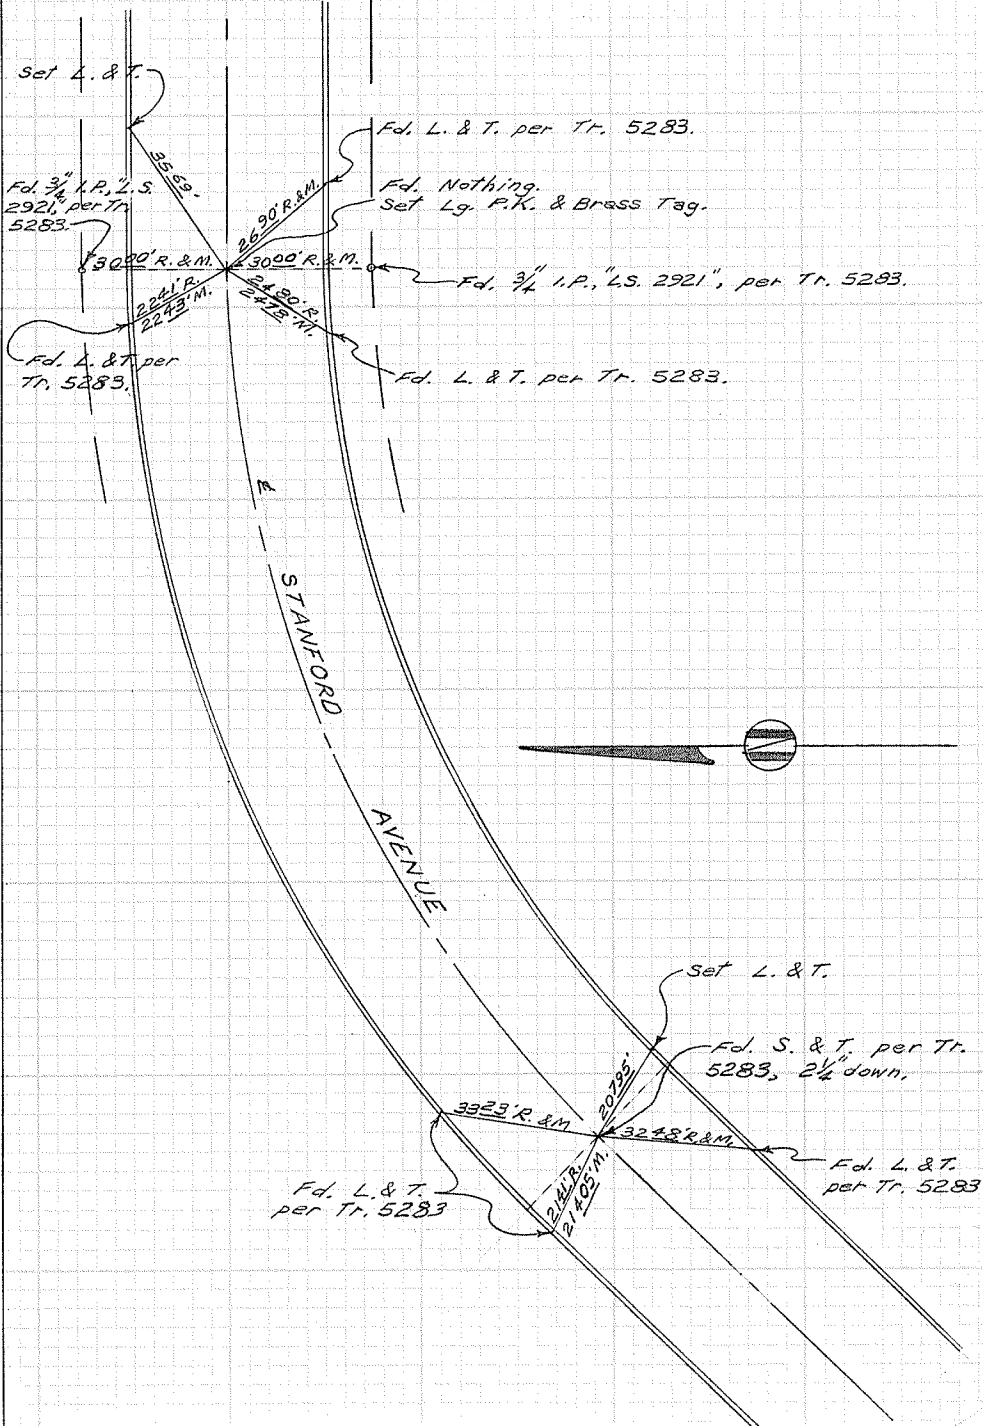 Set L. & T.
Fd. L. & T. per Tr. 5283.
35.69'
Fd. 3/4" I.P., "L.S.
2921", per Tr.
5283.
26.90' R.&M.
Fd. Nothing.
Set Lg. P.K. & Brass Tag.
30.00' R. & M.
30.00' R. & M.
Fd. 3/4" I.P., "L.S. 2921", per Tr. 5283.
22.41' R.
22.43' M.
24.80' R.
24.78' M.
Fd. L. & T. per
Tr. 5283.
Fd. L. & T. per Tr. 5283.
℄
STANFORD
AVENUE
Set L. & T.
Fd. S. & T. per Tr.
5283, 2 1/4" down.
20.795'
33.23' R. & M.
32.48' R.&M.
Fd. L. & T.
per Tr. 5283
21.41' R.
21.405' M.
Fd. L. & T.
per Tr. 5283